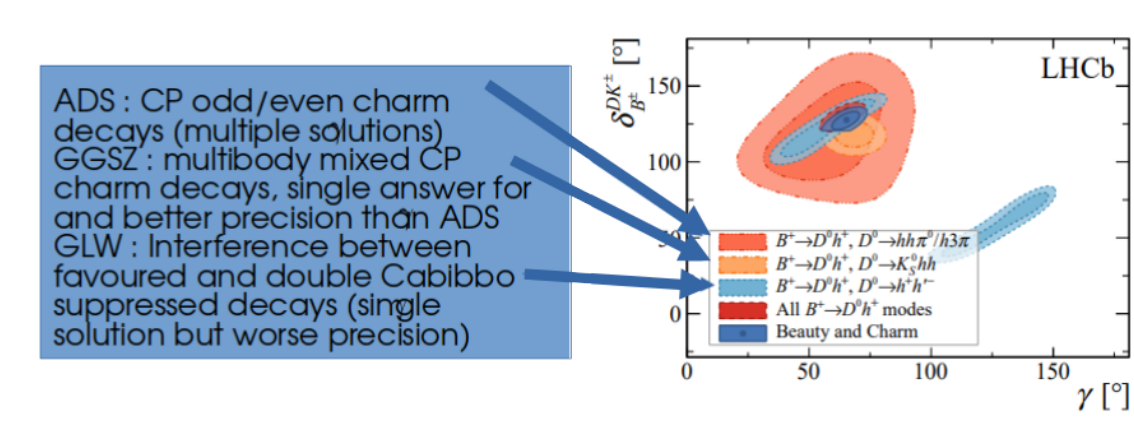 ADS : CP odd/even charm
decays (multiple solutions)
γ
GGSZ : multibody mixed CP
charm decays, single answer for
and better precision than ADS
γ
GLW : Interference between
favoured and double Cabibbo
suppressed decays (single
γ
solution but worse precision)
LHCb
δ_{B^±}^{DK^±} [°]
150
100
50
0
B⁺→D⁰h⁺, D⁰→hhπ⁰/h3π
B⁺→D⁰h⁺, D⁰→K_S⁰hh
B⁺→D⁰h⁺, D⁰→h⁺h'⁻
All B⁺→D⁰h⁺ modes
Beauty and Charm
0 50 100 150
γ [°]